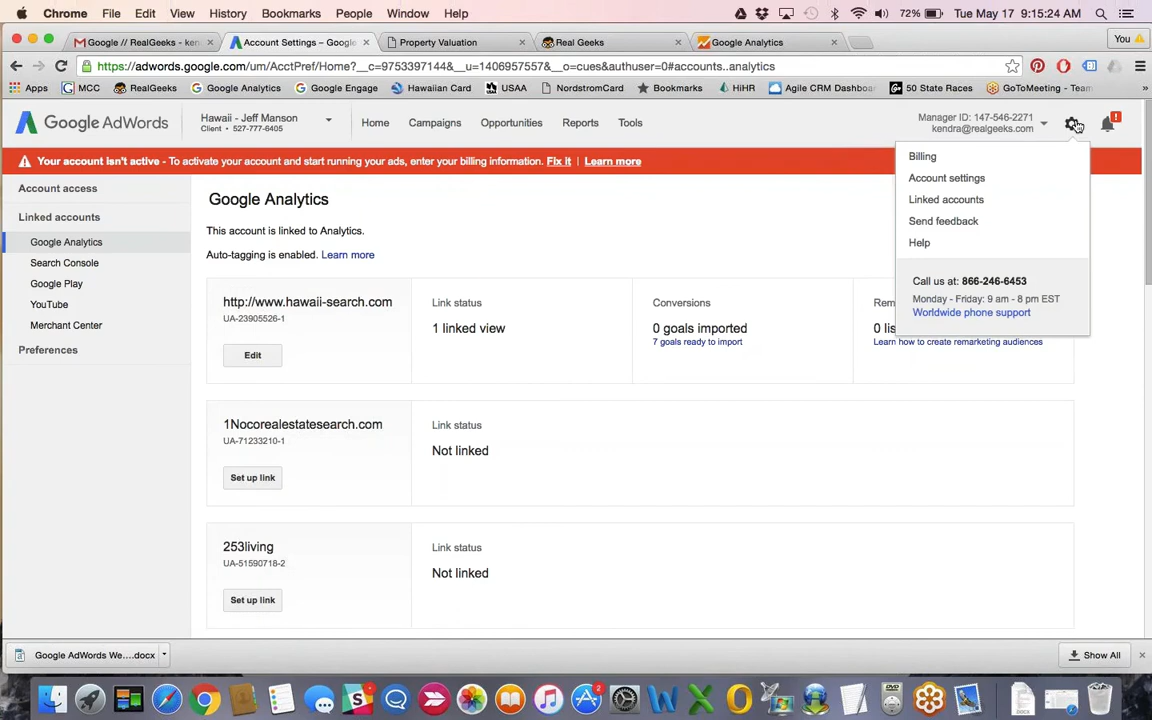 Chrome File Edit View History Bookmarks People Window Help 72% Tue May 17 9:15:24 AM
Google // RealGeeks - ken Account Settings – Google Property Valuation Real Geeks Google Analytics You
https://adwords.google.com/um/AcctPref/Home?__c=9753397144&__u=1406957557&__o=cues&authuser=0#accounts..analytics
Apps MCC RealGeeks Google Analytics Google Engage Hawaiian Card USAA NordstromCard Bookmarks HiHR Agile CRM Dashboa 50 State Races GoToMeeting - Team »
Google AdWords
Hawaii - Jeff Manson
Client • 527-777-6405
Home Campaigns Opportunities Reports Tools
Manager ID: 147-546-2271
kendra@realgeeks.com
!
Your account isn't active - To activate your account and start running your ads, enter your billing information. Fix it | Learn more
Billing
Account settings
Linked accounts
Send feedback
Help
Call us at: 866-246-6453
Monday - Friday: 9 am - 8 pm EST
Worldwide phone support
Account access
Linked accounts
Google Analytics
Search Console
Google Play
YouTube
Merchant Center
Preferences
Google Analytics
This account is linked to Analytics.
Auto-tagging is enabled. Learn more
http://www.hawaii-search.com
UA-23905526-1
Edit
Link status
1 linked view
Conversions
0 goals imported
7 goals ready to import
Rem
0 lis
Learn how to create remarketing audiences
1Nocorealestatesearch.com
UA-71233210-1
Set up link
Link status
Not linked
253living
UA-51590718-2
Set up link
Link status
Not linked
Google AdWords We....docx
Show All
2